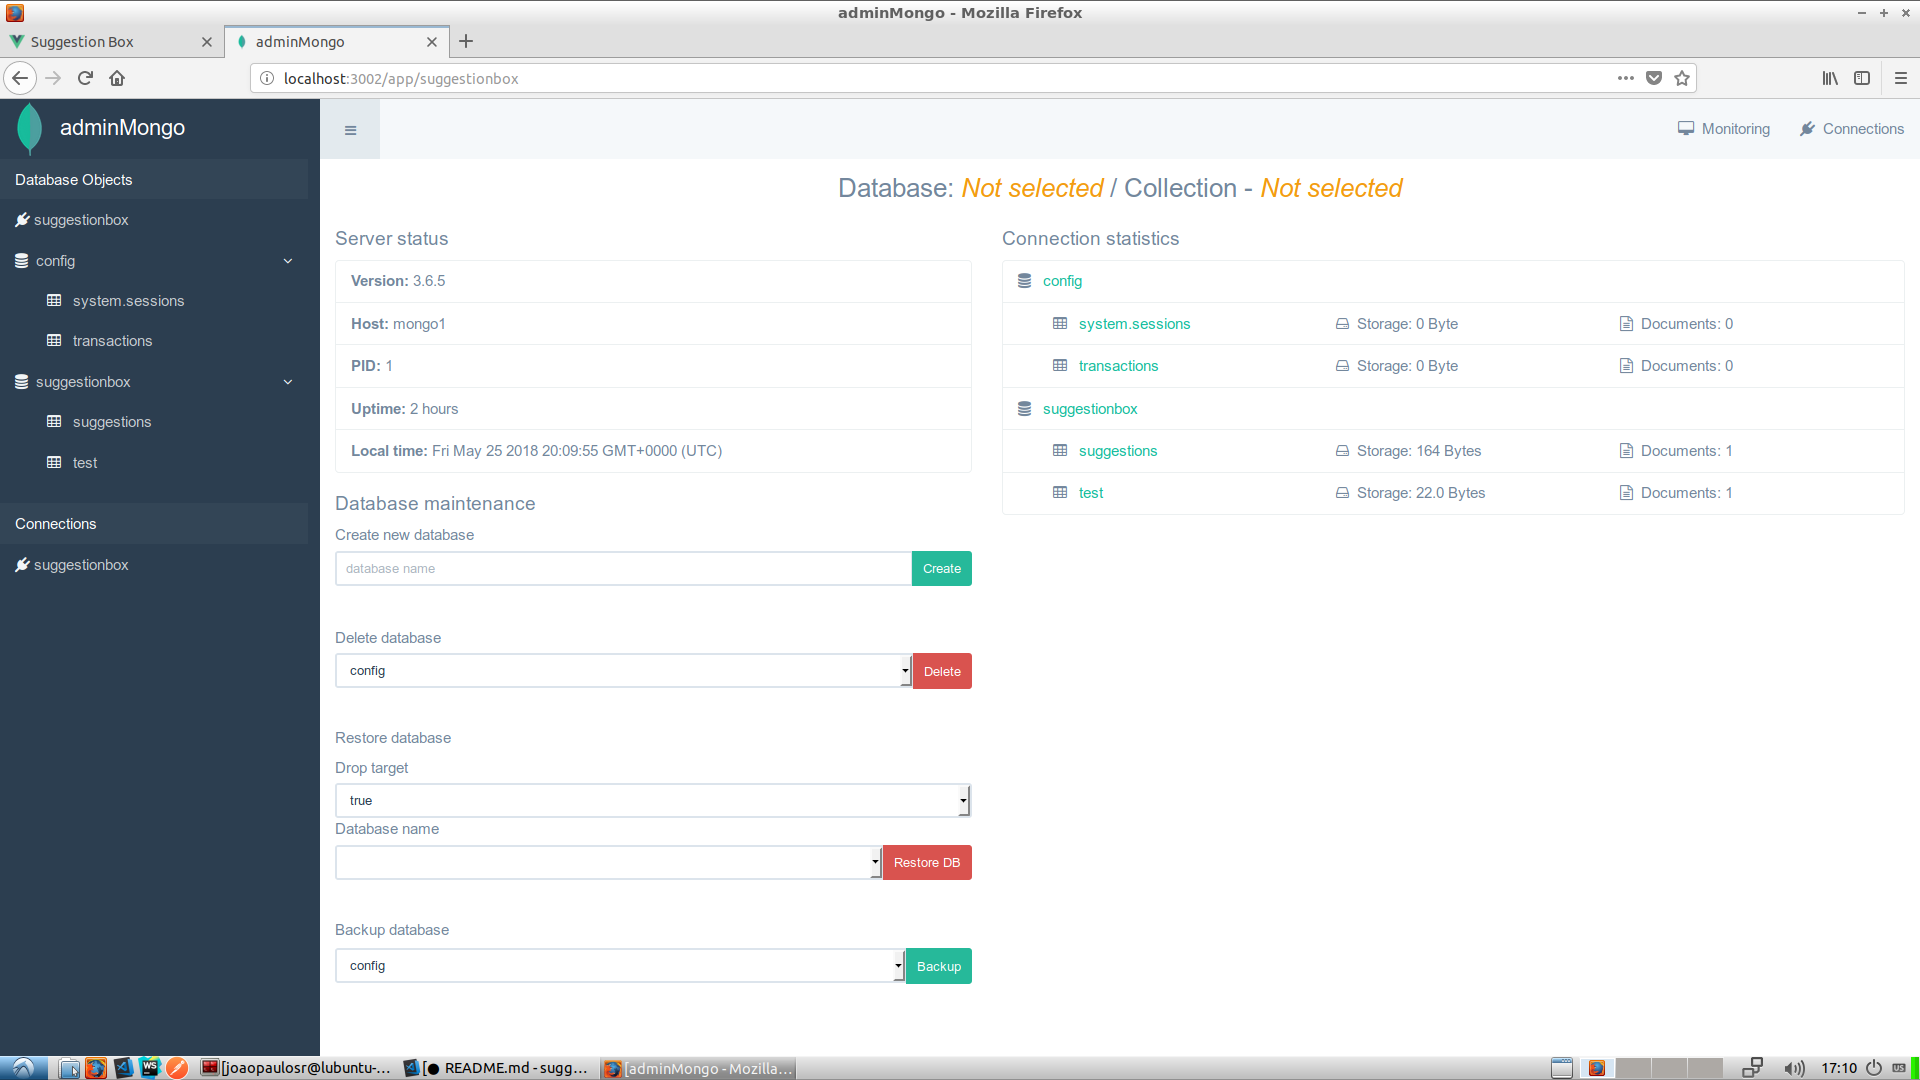 adminMongo - Mozilla Firefox
Suggestion Box
adminMongo
localhost:3002/app/suggestionbox
adminMongo
Monitoring
Connections
Database Objects
suggestionbox
config
system.sessions
transactions
suggestionbox
suggestions
test
Connections
suggestionbox
Database: Not selected / Collection - Not selected
Server status
Version: 3.6.5
Host: mongo1
PID: 1
Uptime: 2 hours
Local time: Fri May 25 2018 20:09:55 GMT+0000 (UTC)
Database maintenance
Create new database
database name
Create
Delete database
config
Delete
Restore database
Drop target
true
Database name
Restore DB
Backup database
config
Backup
Connection statistics
config
system.sessions Storage: 0 Byte Documents: 0
transactions Storage: 0 Byte Documents: 0
suggestionbox
suggestions Storage: 164 Bytes Documents: 1
test Storage: 22.0 Bytes Documents: 1
WS
[joaopaulosr@lubuntu-...
[● README.md - sugg...
[adminMongo - Mozilla...
17:10
US